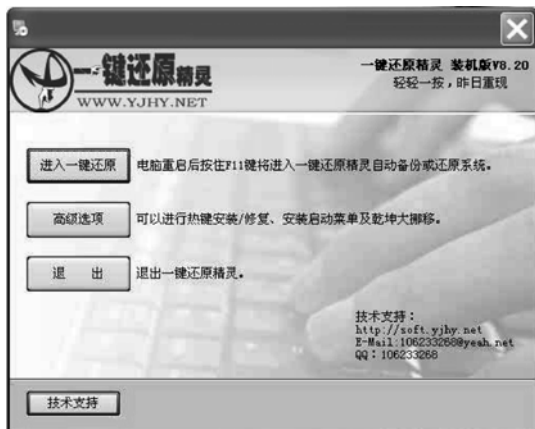 一键还原精灵
WWW.YJHY.NET
一键还原精灵 装机版V8.20
轻轻一按，昨日重现
进入一键还原
电脑重启后按住F11键将进入一键还原精灵自动备份或还原系统。
高级选项
可以进行热键安装/修复、安装启动菜单及乾坤大挪移。
退 出
退出一键还原精灵。
技术支持：
http://soft.yjhy.net
E-Mail:106233268@yeah.net
QQ：106233268
技术支持